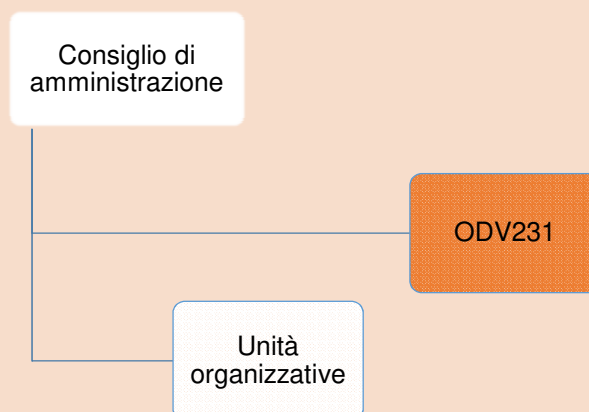 Consiglio di
amministrazione
ODV231
Unità
organizzative